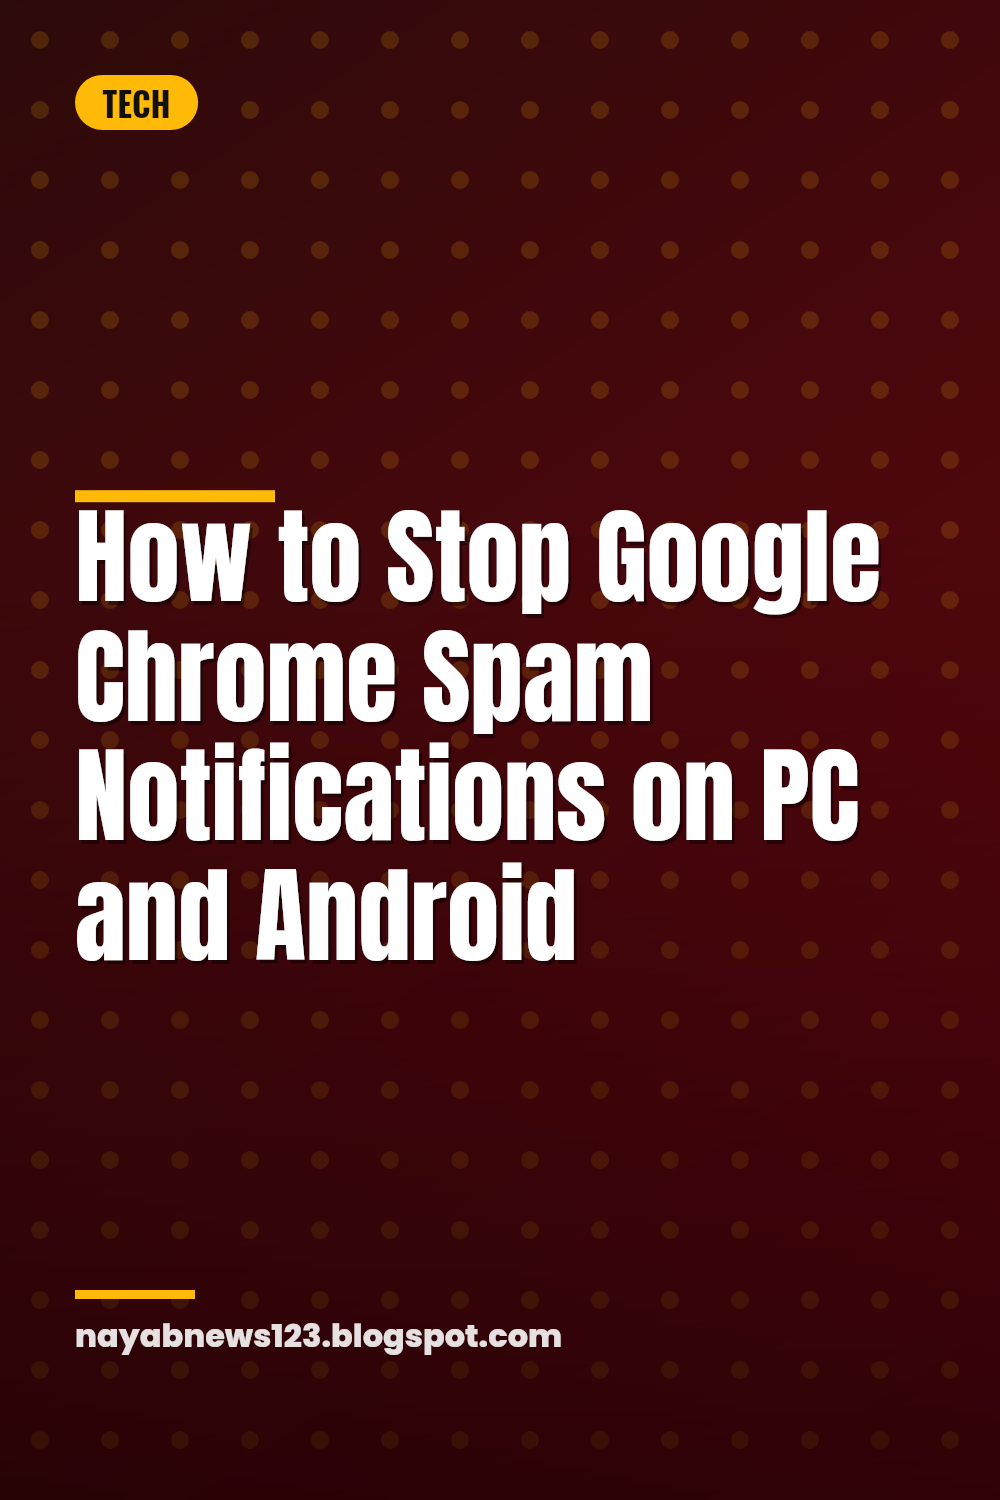 TECH
How to Stop Google
Chrome Spam
Notifications on PC
and Android
nayabnews123.blogspot.com